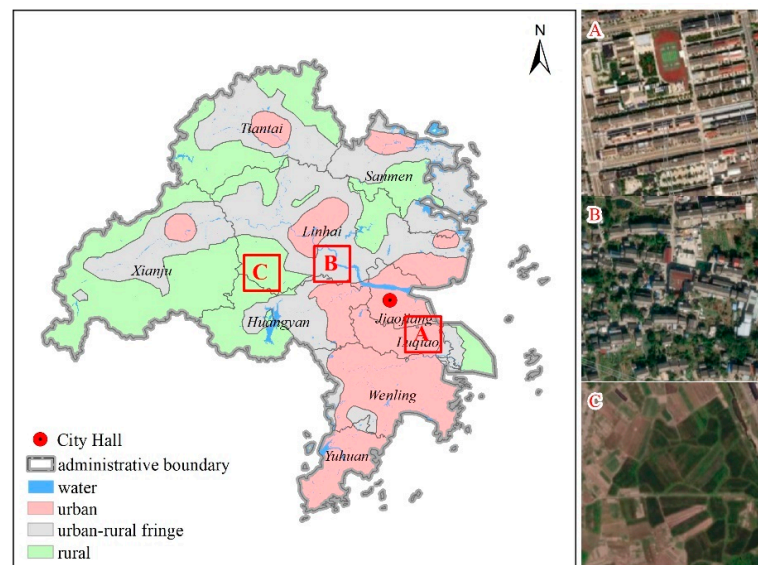 N
Tiantai
Sanmen
Linhai
Xianju
B
C
Jiaojiang
Huangyan
A
Luqiao
Wenling
Yuhuan
City Hall
administrative boundary
water
urban
urban-rural fringe
rural
A
B
C